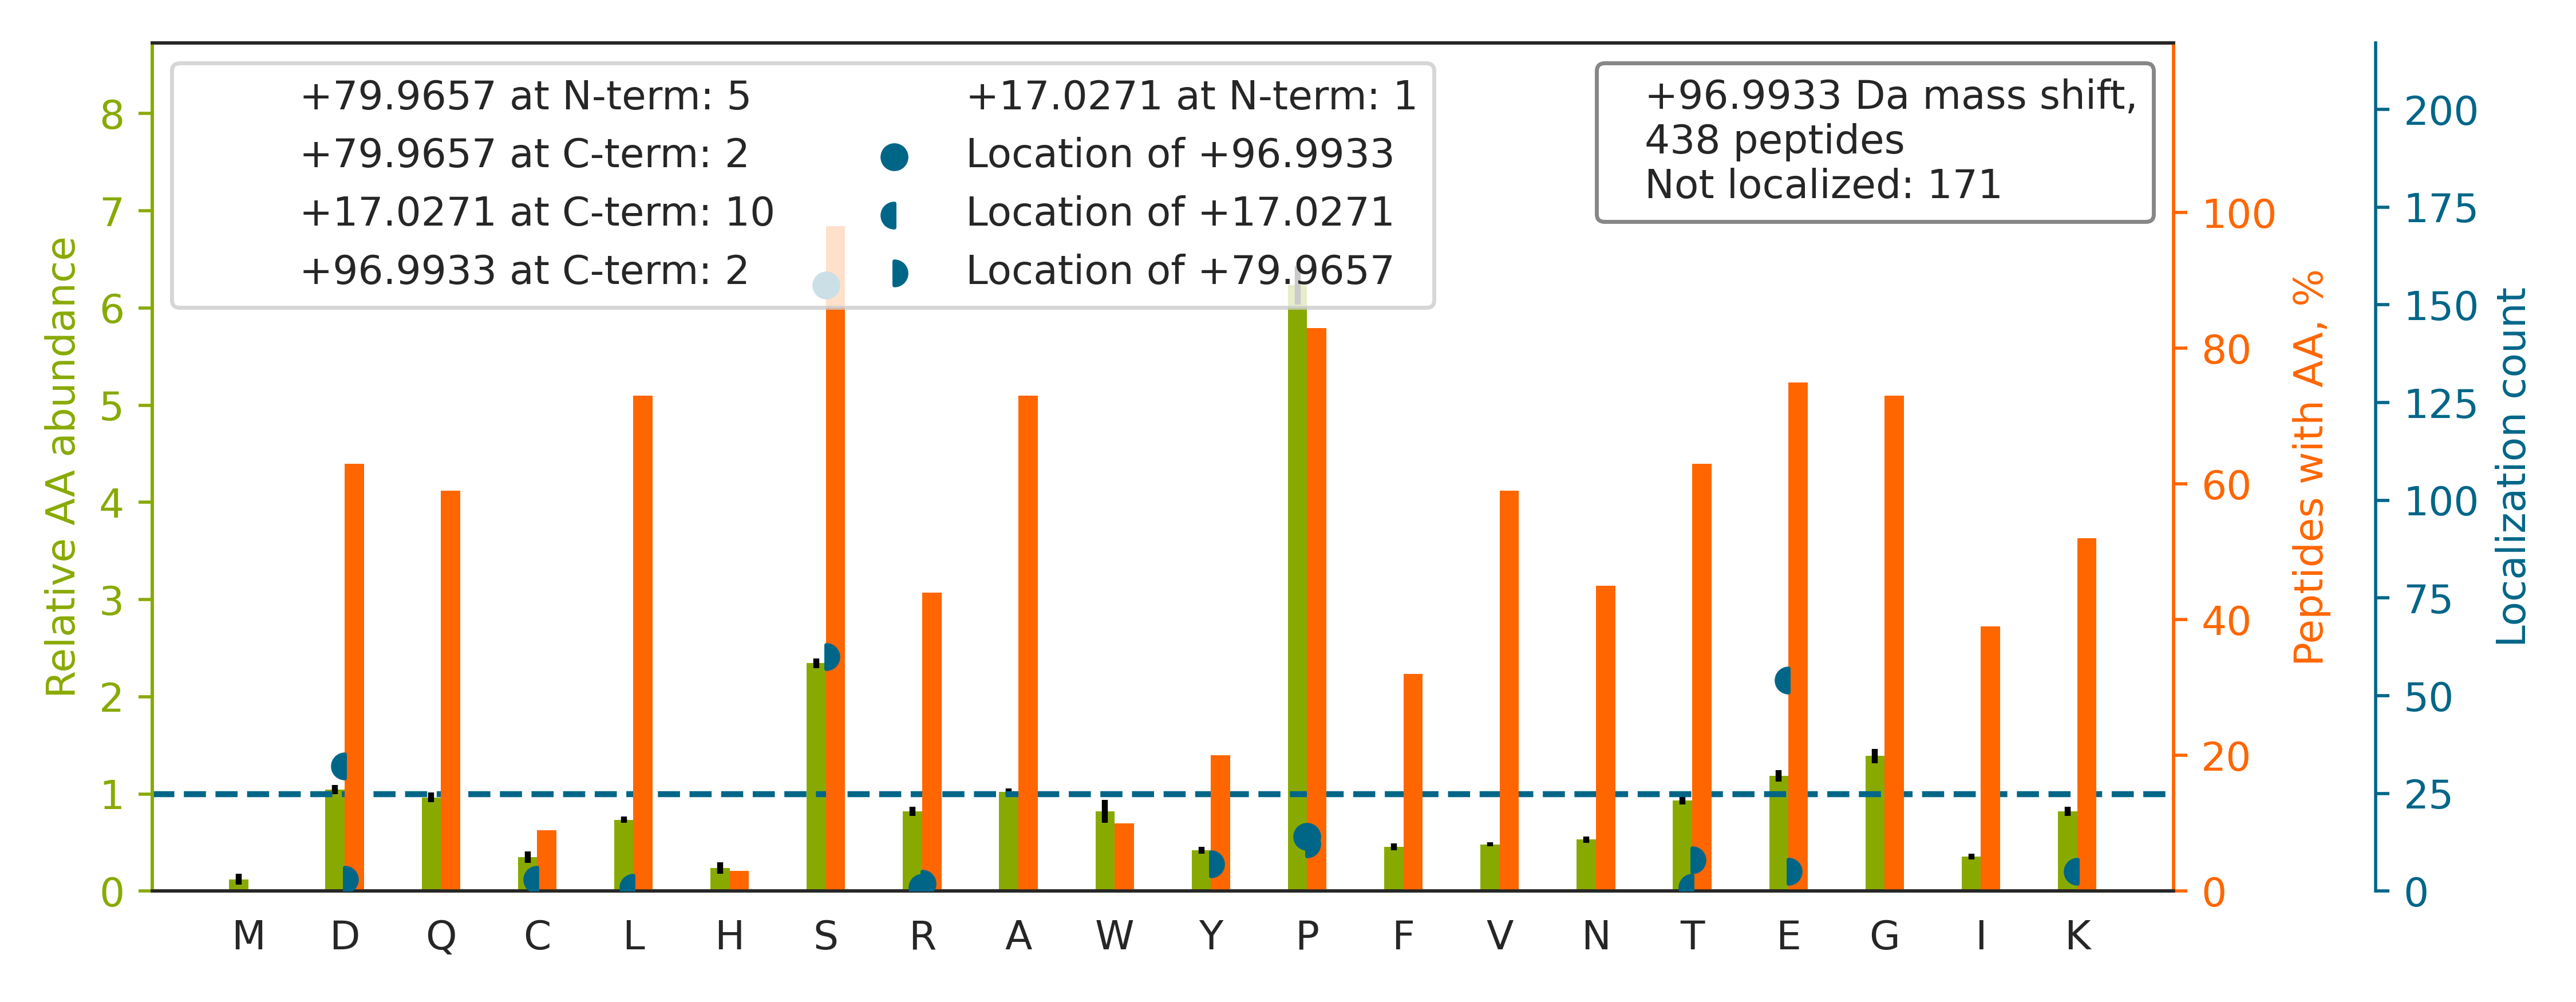 +79.9657 at N-term: 5
+79.9657 at C-term: 2
+17.0271 at C-term: 10
+96.9933 at C-term: 2
+17.0271 at N-term: 1
Location of +96.9933
Location of +17.0271
Location of +79.9657
+96.9933 Da mass shift,
438 peptides
Not localized: 171
Relative AA abundance
8
7
6
5
4
3
2
1
0
M D Q C L H S R A W Y P F V N T E G I K
100
80
60
40
20
0
Peptides with AA, %
200
175
150
125
100
75
50
25
0
Localization count